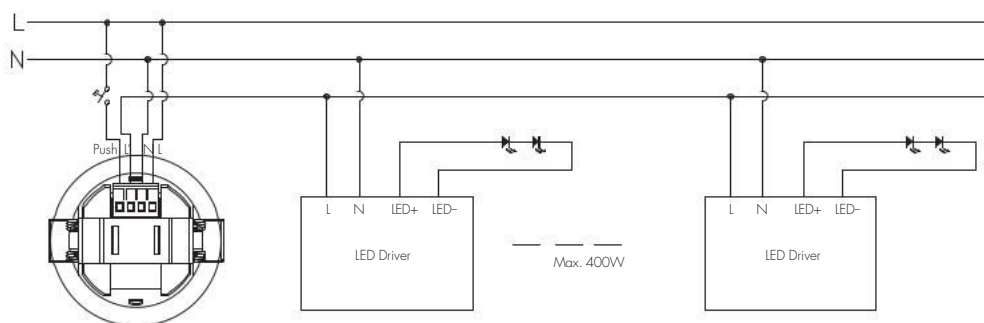 L
N
Push L' N L
L N LED+ LED– L N LED+ LED–
LED Driver LED Driver
Max. 400W